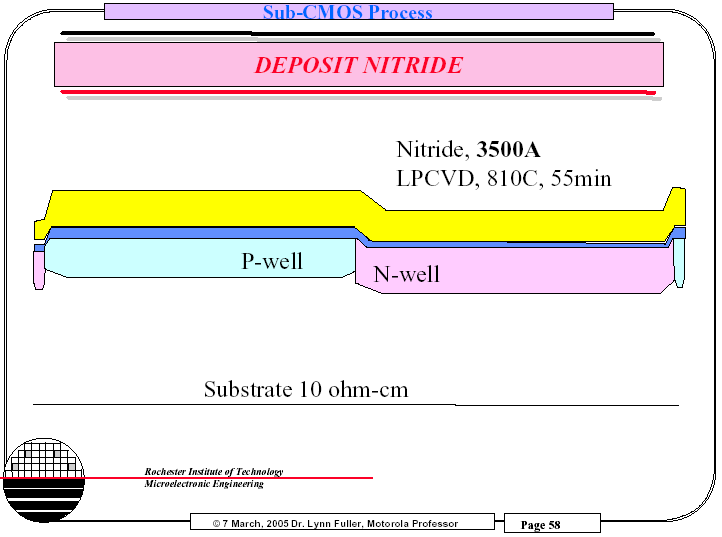 Sub-CMOS Process
DEPOSIT NITRIDE
Nitride, 3500A
LPCVD, 810C, 55min
P-well
N-well
Substrate 10 ohm-cm
Rochester Institute of Technology
Microelectronic Engineering
© 7 March, 2005 Dr. Lynn Fuller, Motorola Professor
Page 58